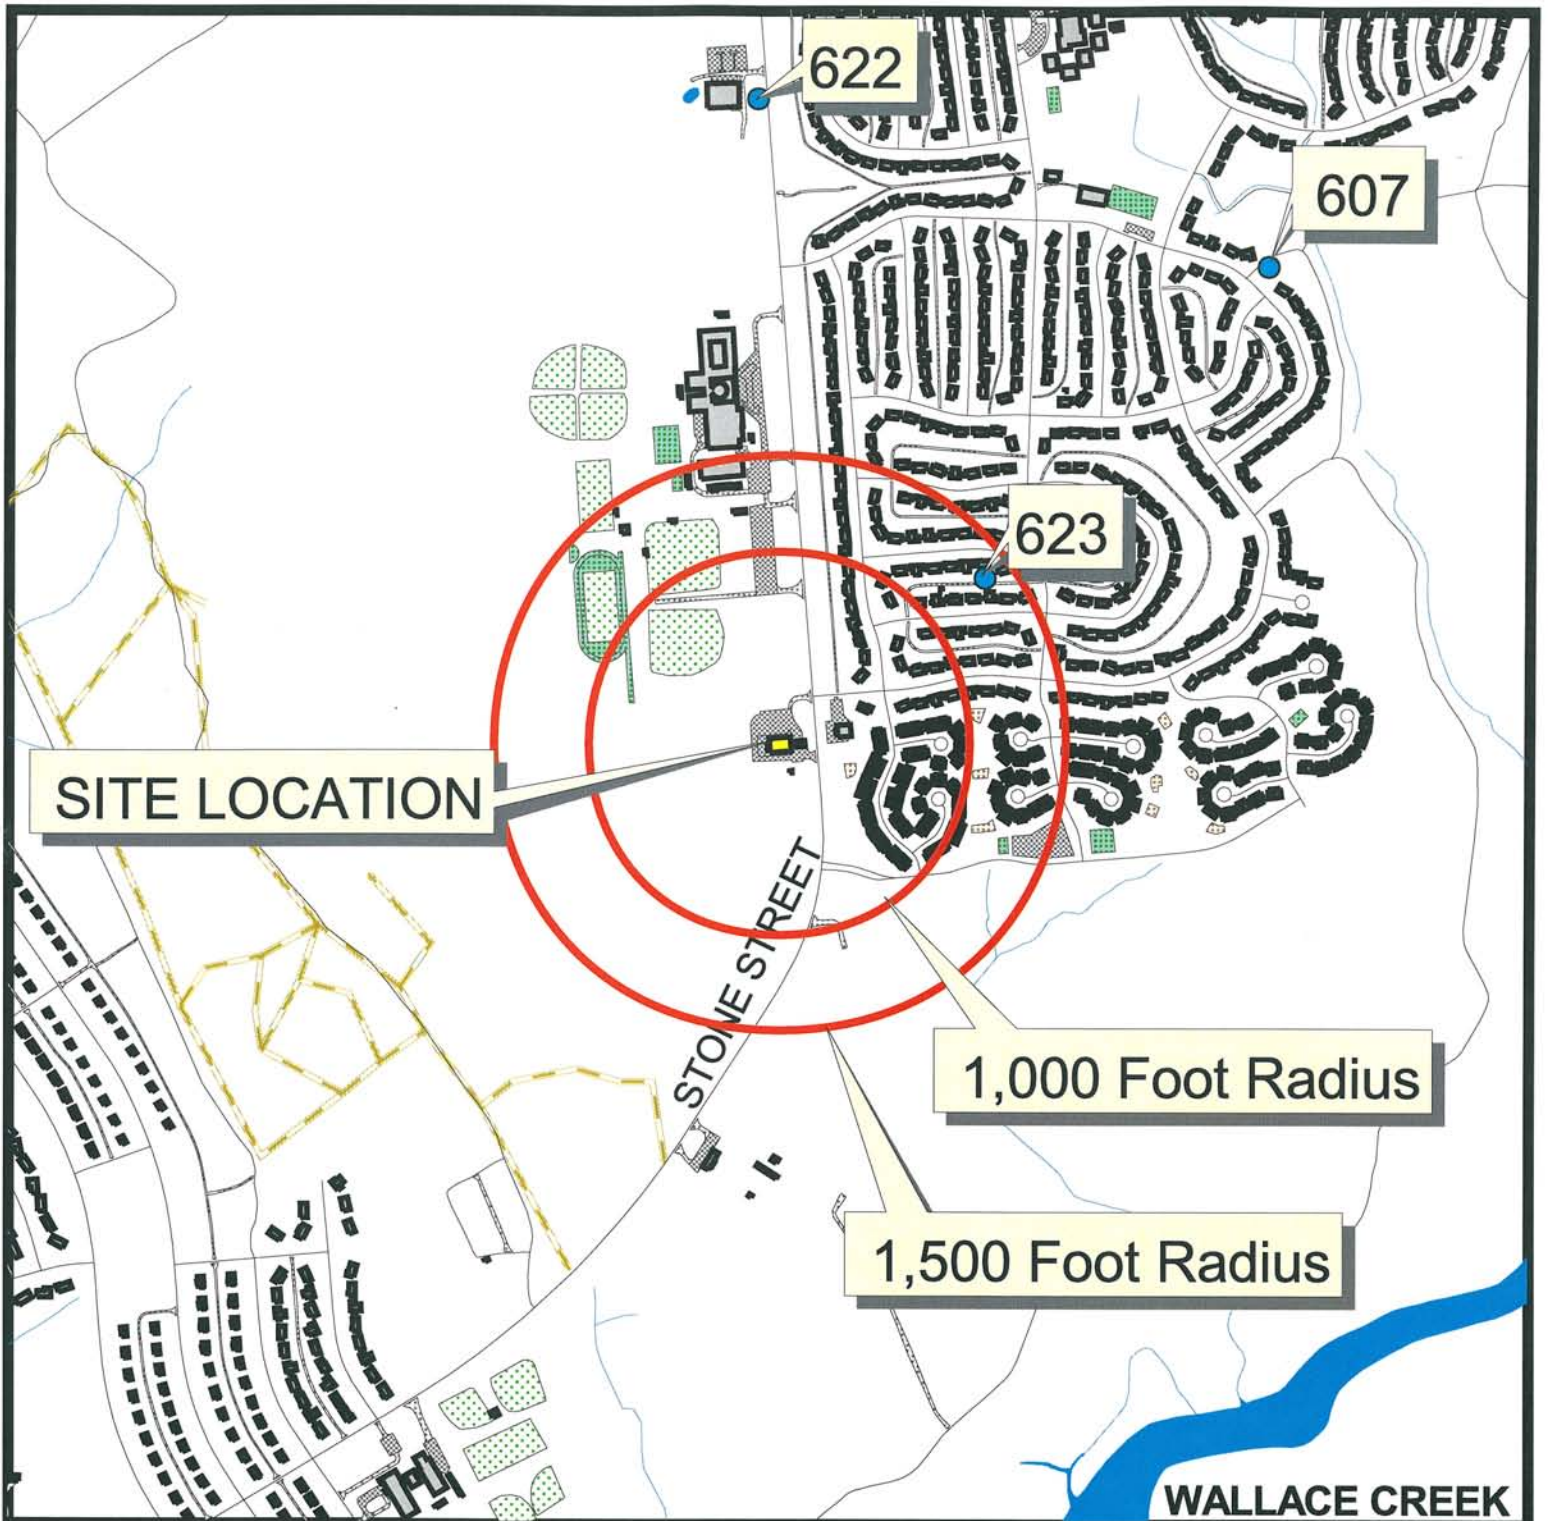 622
607
623
SITE LOCATION
STONE STREET
1,000 Foot Radius
1,500 Foot Radius
WALLACE CREEK